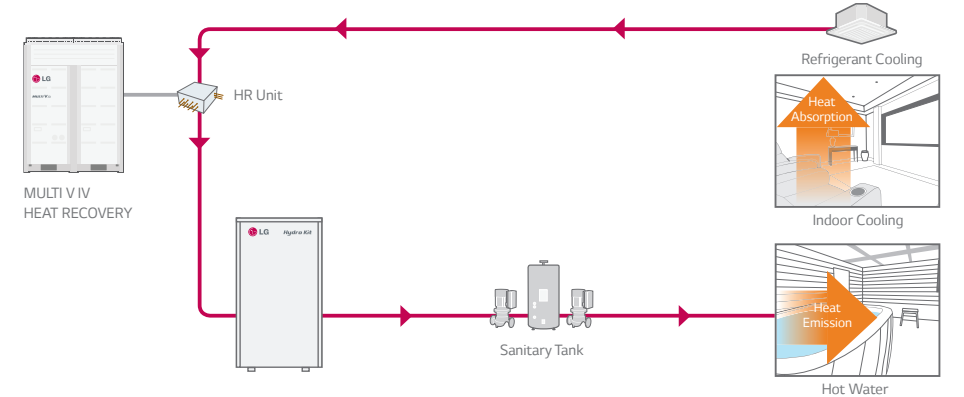 Refrigerant Cooling
LG
HR Unit
Heat
Absorption
MULTI V IV
HEAT RECOVERY
Indoor Cooling
LG
Hydro Kit
Heat
Emission
Sanitary Tank
Hot Water